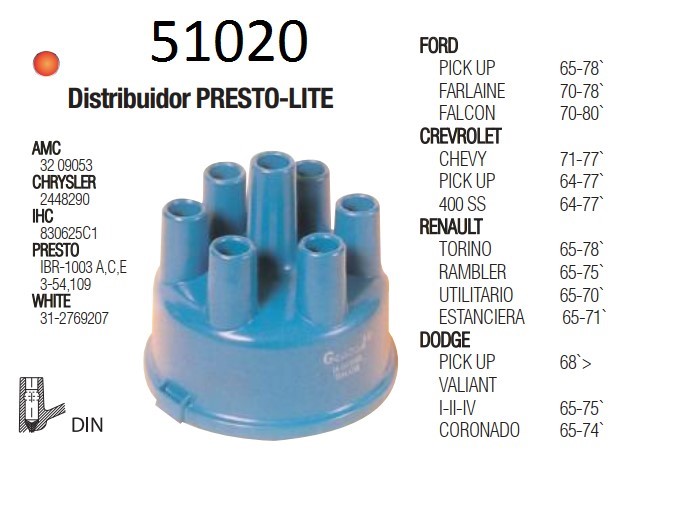 51020
Distribuidor PRESTO-LITE
AMC
32 09053
CHRYSLER
2448290
IHC
830625C1
PRESTO
IBR-1003 A,C,E
3-54,109
WHITE
31-2769207
DIN
FORD
PICK UP 65-78`
FARLAINE 70-78`
FALCON 70-80`
CREVROLET
CHEVY 71-77`
PICK UP 64-77`
400 SS 64-77`
RENAULT
TORINO 65-78`
RAMBLER 65-75`
UTILITARIO 65-70`
ESTANCIERA 65-71`
DODGE
PICK UP 68`>
VALIANT
I-II-IV 65-75`
CORONADO 65-74`